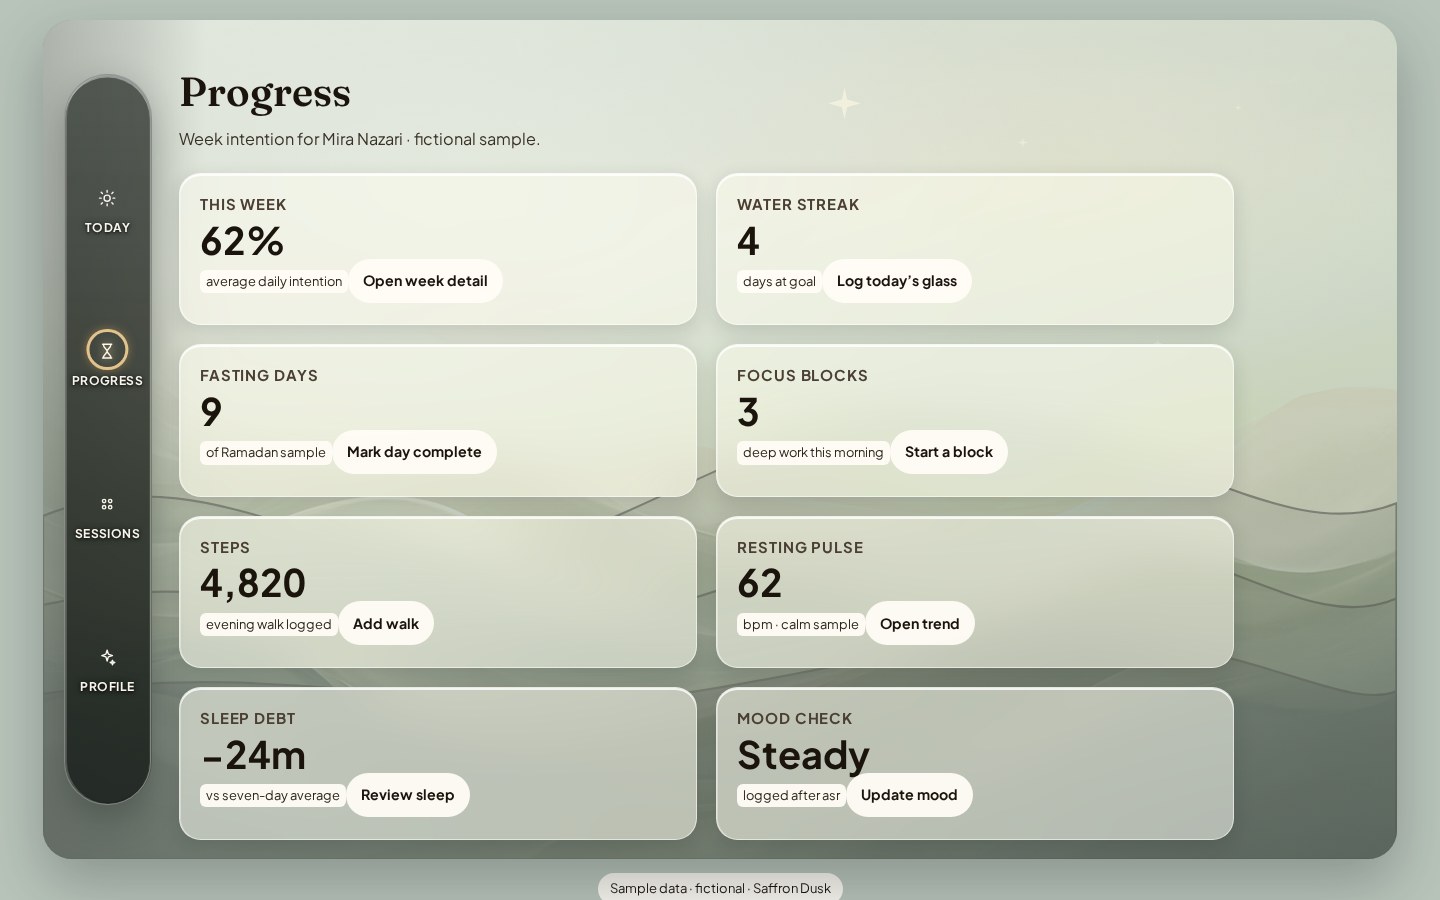 Progress
Week intention for Mira Nazari · fictional sample.
TODAY
PROGRESS
SESSIONS
PROFILE
THIS WEEK
62%
average daily intention Open week detail
WATER STREAK
4
days at goal Log today’s glass
FASTING DAYS
9
of Ramadan sample Mark day complete
FOCUS BLOCKS
3
deep work this morning Start a block
STEPS
4,820
evening walk logged Add walk
RESTING PULSE
62
bpm · calm sample Open trend
SLEEP DEBT
−24m
vs seven-day average Review sleep
MOOD CHECK
Steady
logged after asr Update mood
Sample data · fictional · Saffron Dusk